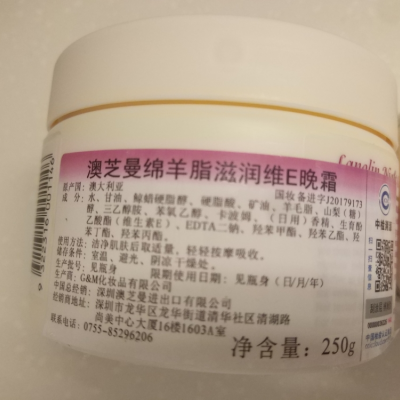 Lanolin
澳芝曼绵羊脂滋润维E晚霜
原产国：澳大利亚
国妆备进字J20179173
成分：水、甘油、鲸蜡硬脂醇、硬脂酸、矿油、羊毛脂、山梨（糖）
醇、三乙醇胺、苯氧乙醇、卡波姆、（日用）香精、生育酚
乙酸酯（维生素E）、EDTA二钠、羟苯甲酯、羟苯乙酯、羟
苯丁酯、羟苯丙酯。
使用方法：洁净肌肤后取适量，轻轻按摩吸收。
储存条件：室温、避光、阴凉干燥处。
生产批号：见瓶身
限期使用日期：见瓶身（日/月/年）
生产商：G&M化妆品有限公司
中国总经销：深圳澳芝曼进出口有限公司
经销商地址：深圳市龙华区龙华街道清华社区清湖路
尚美中心大厦16楼1603A室
联系电话：0755-85296206
净含量：250g